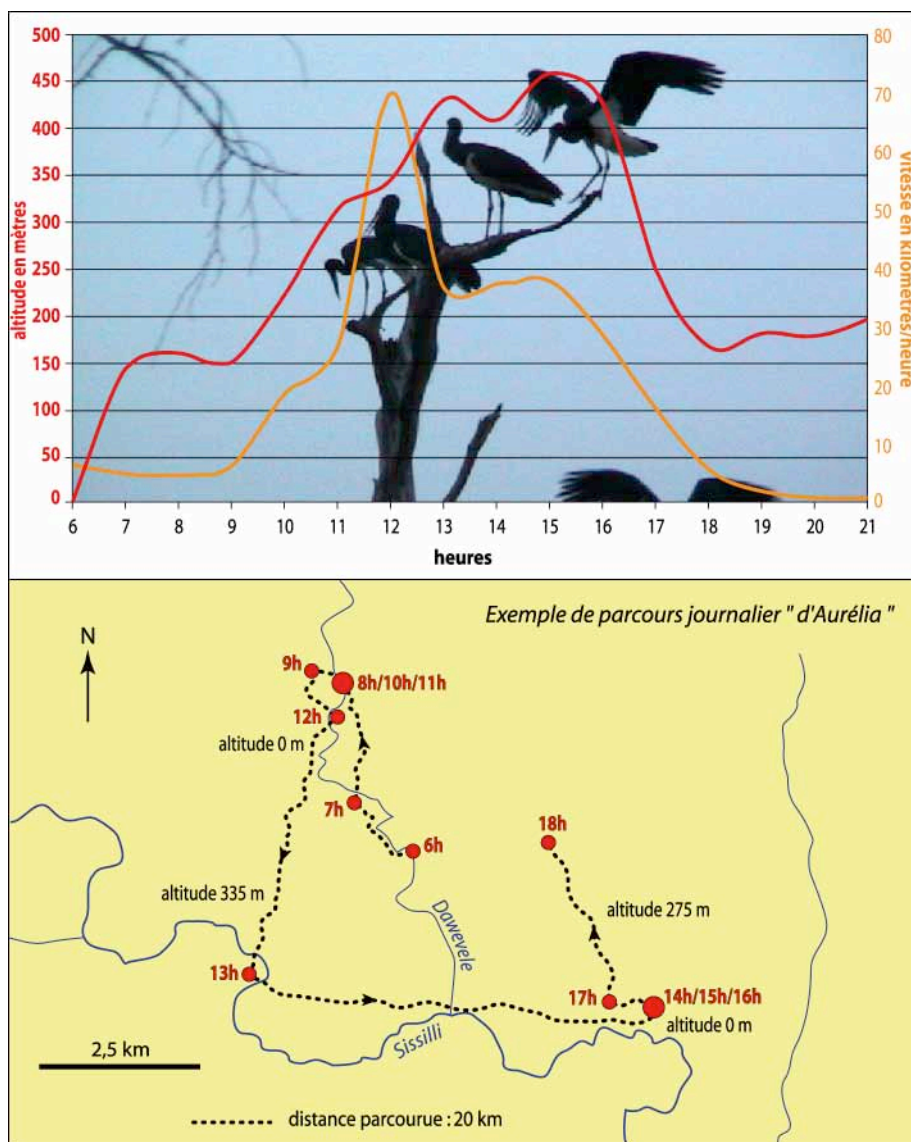 500
450
400
350
300
250
200
150
100
50
0
altitude en mètres
80
70
60
50
40
30
20
10
0
vitesse en kilomètres/heure
6 7 8 9 10 11 12 13 14 15 16 17 18 19 20 21
heures
Exemple de parcours journalier " d'Aurélia "
N
9h
8h/10h/11h
12h
altitude 0 m
7h
6h
18h
altitude 335 m
altitude 275 m
Dawevele
13h
17h
14h/15h/16h
altitude 0 m
Sissilli
2,5 km
distance parcourue : 20 km